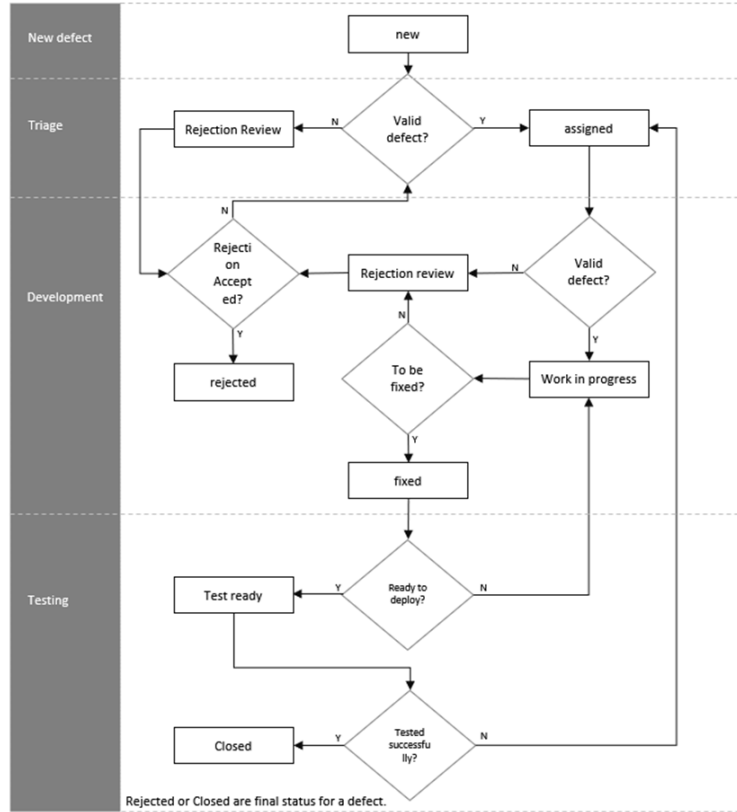 New defect
new
Triage
Rejection Review
N
Valid
defect?
Y
assigned
Development
N
Rejecti
on
Accept
ed?
Y
rejected
Rejection review
N
Valid
defect?
Y
N
To be
fixed?
Work in progress
Y
fixed
Testing
Test ready
Y
Ready to
deploy?
N
Closed
Y
Tested
successfu
lly?
N
Rejected or Closed are final status for a defect.